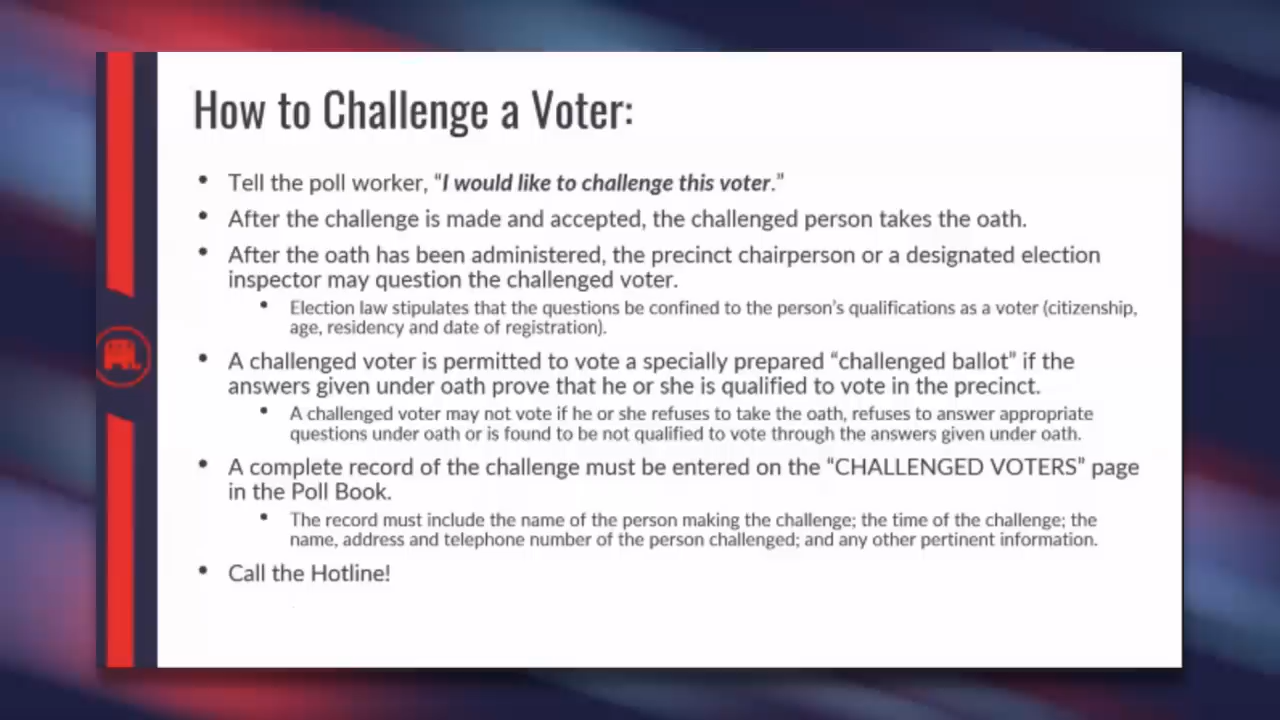 How to Challenge a Voter:
• Tell the poll worker, “I would like to challenge this voter.”
• After the challenge is made and accepted, the challenged person takes the oath.
• After the oath has been administered, the precinct chairperson or a designated election
inspector may question the challenged voter.
• Election law stipulates that the questions be confined to the person’s qualifications as a voter (citizenship,
age, residency and date of registration).
• A challenged voter is permitted to vote a specially prepared “challenged ballot” if the
answers given under oath prove that he or she is qualified to vote in the precinct.
• A challenged voter may not vote if he or she refuses to take the oath, refuses to answer appropriate
questions under oath or is found to be not qualified to vote through the answers given under oath.
• A complete record of the challenge must be entered on the “CHALLENGED VOTERS” page
in the Poll Book.
• The record must include the name of the person making the challenge; the time of the challenge; the
name, address and telephone number of the person challenged; and any other pertinent information.
• Call the Hotline!